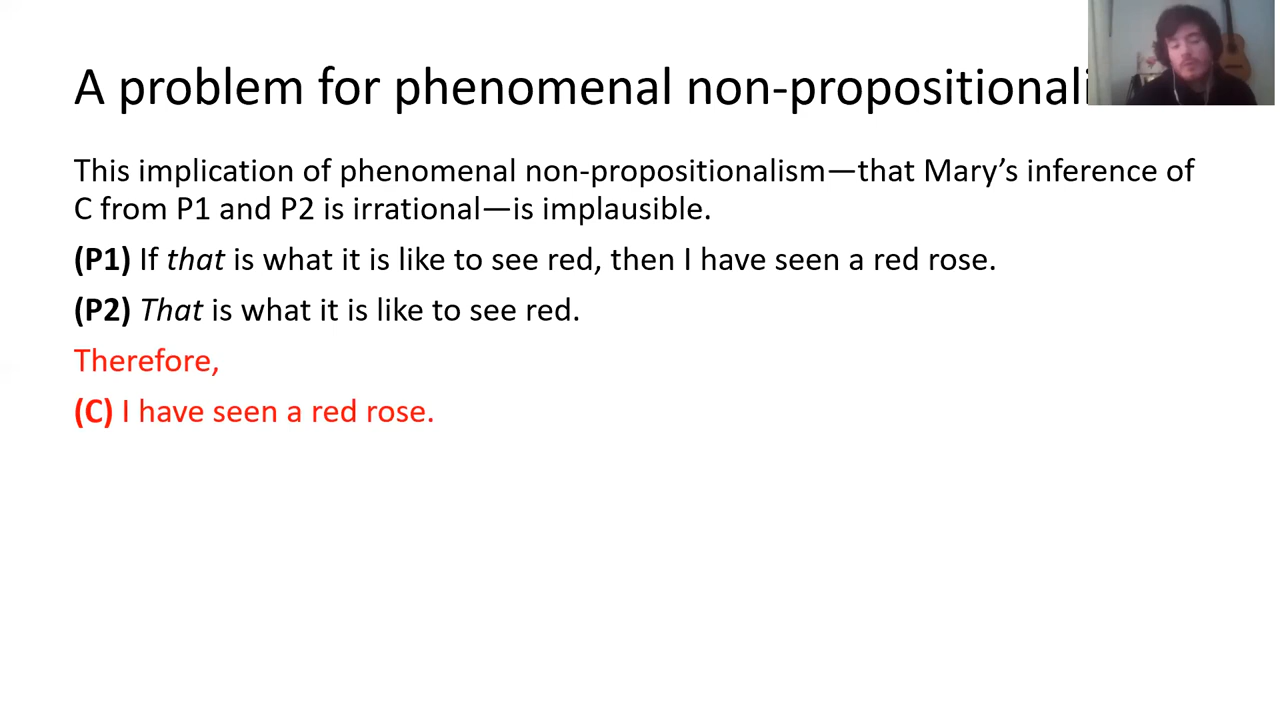 A problem for phenomenal non-propositionali
This implication of phenomenal non-propositionalism—that Mary's inference of
C from P1 and P2 is irrational—is implausible.
(P1) If that is what it is like to see red, then I have seen a red rose.
(P2) That is what it is like to see red.
Therefore,
(C) I have seen a red rose.